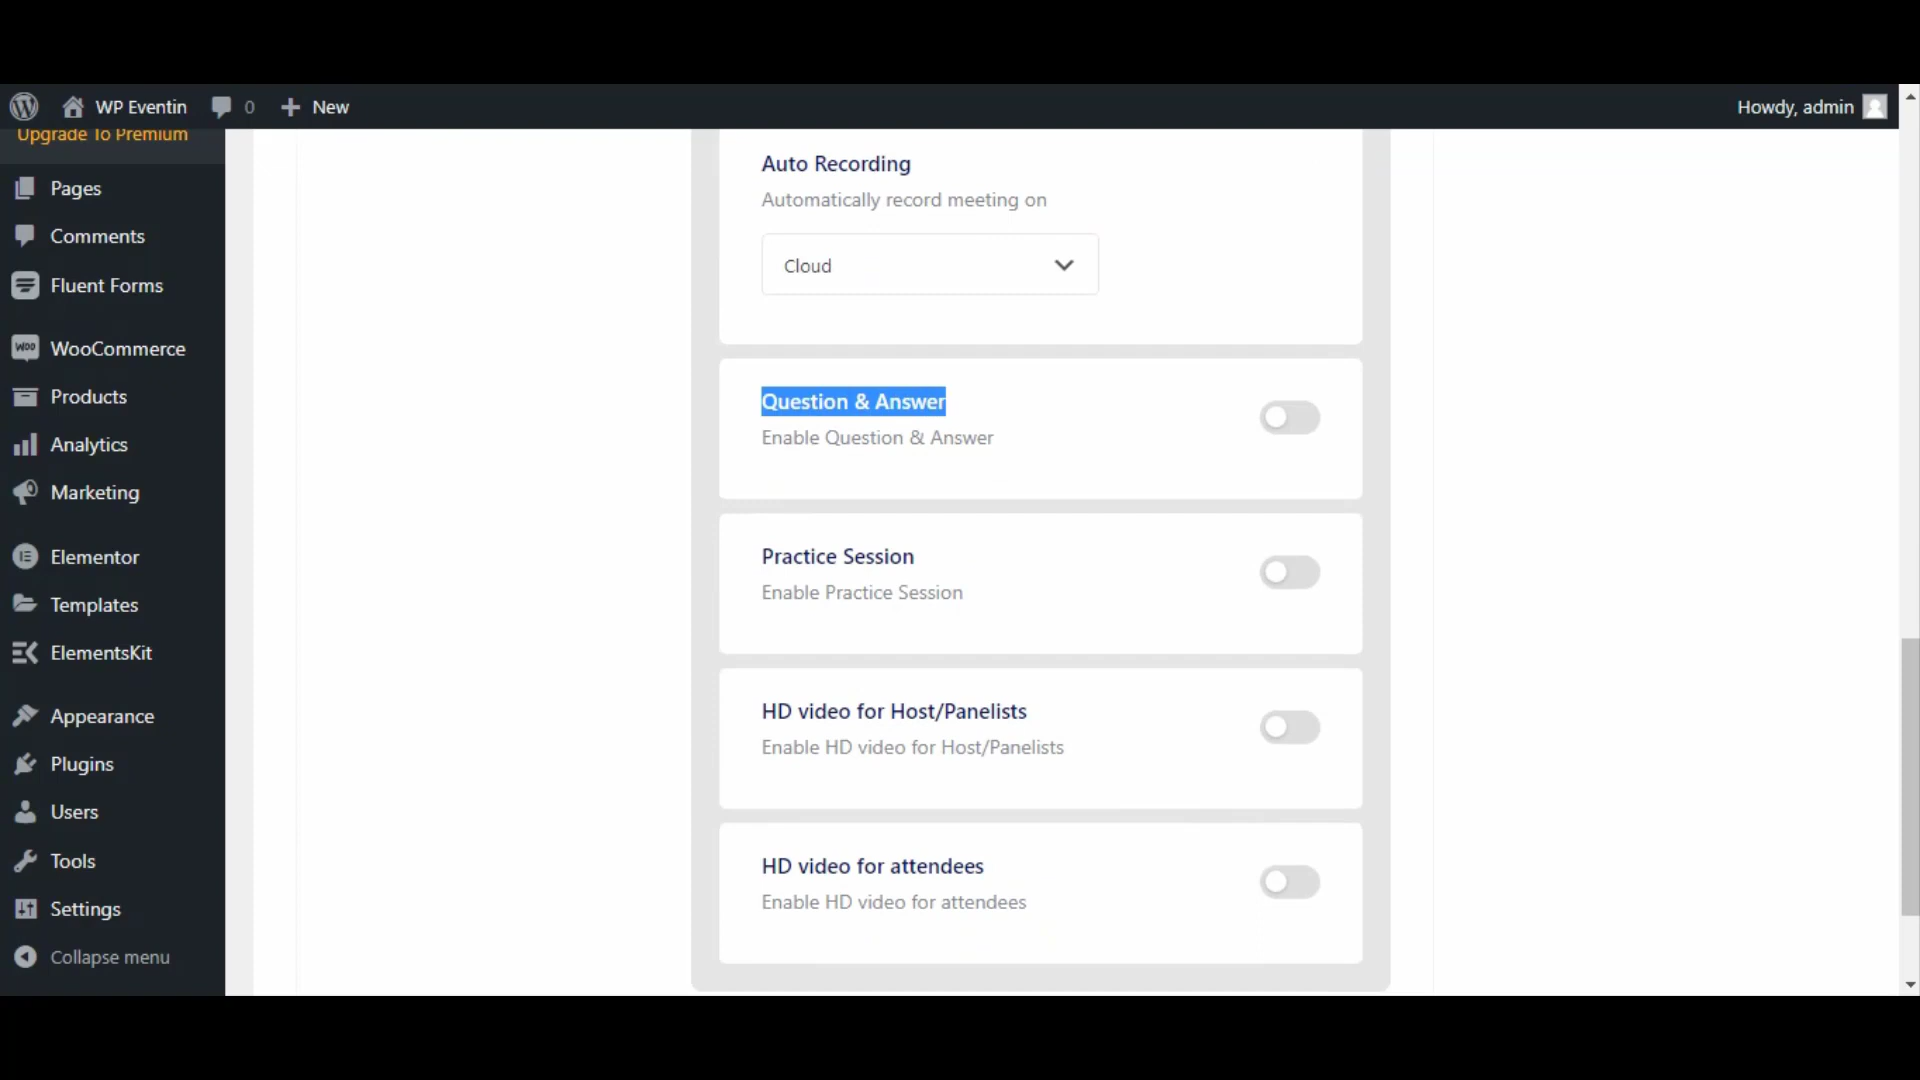 WP Eventin 0 New Howdy, admin
Upgrade To Premium
Pages
Comments
Fluent Forms
WooCommerce
Products
Analytics
Marketing
Elementor
Templates
ElementsKit
Appearance
Plugins
Users
Tools
Settings
Collapse menu
Auto Recording
Automatically record meeting on
Cloud
Question & Answer
Enable Question & Answer
Practice Session
Enable Practice Session
HD video for Host/Panelists
Enable HD video for Host/Panelists
HD video for attendees
Enable HD video for attendees